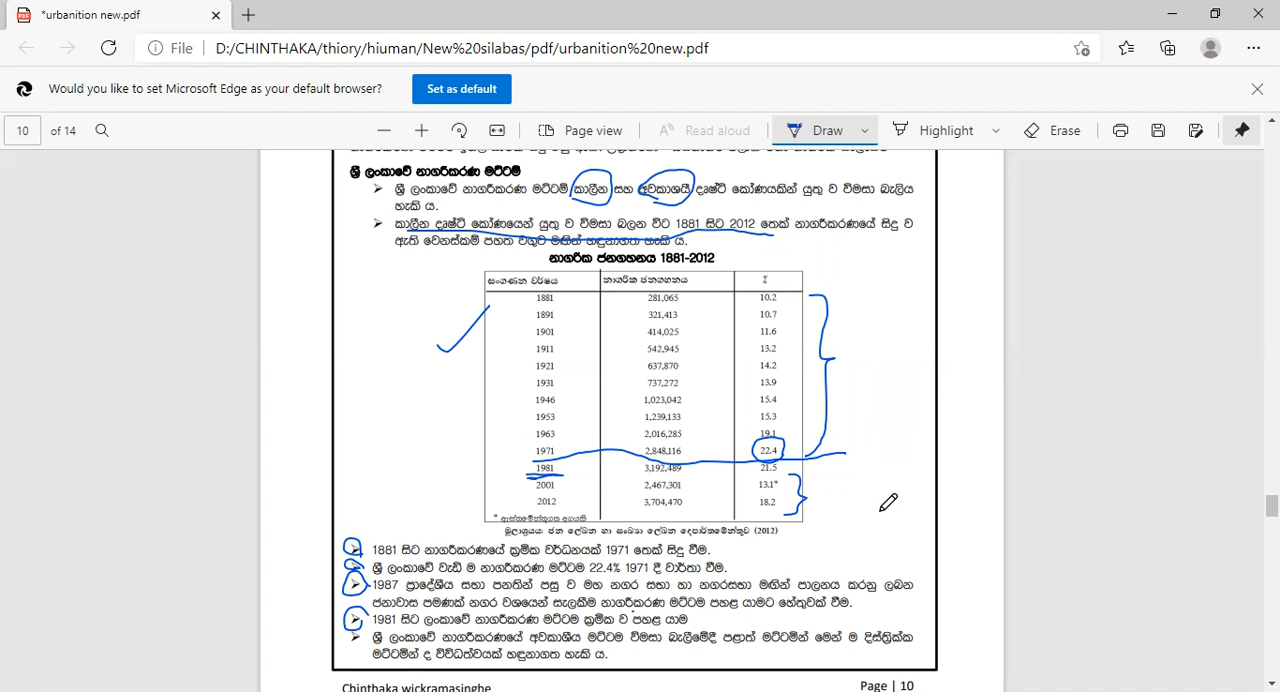 *urbanition new.pdf
File D:/CHINTHAKA/thiory/hiuman/New%20silabas/pdf/urbanition%20new.pdf
Would you like to set Microsoft Edge as your default browser? Set as default
10 of 14 Page view Read aloud Draw Highlight Erase
ශ්‍රී ලංකාවේ නාගරීකරණ මට්ටම්
➢ ශ්‍රී ලංකාවේ නාගරීකරණ මට්ටම් කාලීන සහ අවකාශයී දෘෂ්ටි කෝණයකින් යුතු ව විමසා බැලිය
හැකි ය.
➢ කාලීන දෘෂ්ටි කෝණයෙන් යුතු ව විමසා බලන විට 1881 සිට 2012 තෙක් නාගරීකරණයේ සිදු ව
ඇති වෙනස්කම් පහත වගුව මඟින් හඳුනාගත හැකි ය.
නාගරික ජනගහනය 1881-2012
සංගණන වර්ෂය නාගරික ජනගහනය %
1881 281,065 10.2
1891 321,413 10.7
1901 414,025 11.6
1911 542,945 13.2
1921 637,870 14.2
1931 737,272 13.9
1946 1,023,042 15.4
1953 1,239,133 15.3
1963 2,016,285 19.1
1971 2,848,116 22.4
1981 3,192,489 21.5
2001 2,467,301 13.1*
2012 3,704,470 18.2
* ඇස්තමේන්තුගත අගයකි
මූලාශ්‍රයය: ජන ලේඛන හා සංඛ්‍යා ලේඛන දෙපාර්තමේන්තුව (2012)
➢ 1881 සිට නාගරීකරණයේ ක්‍රමික වර්ධනයක් 1971 තෙක් සිදු වීම.
➢ ශ්‍රී ලංකාවේ වැඩි ම නාගරීකරණ මට්ටම 22.4% 1971 දී වාර්තා වීම.
➢ 1987 ප්‍රාදේශීය සභා පනතින් පසු ව මහ නගර සභා හා නගරසභා මඟින් පාලනය කරනු ලබන
ජනාවාස පමණක් නගර වශයෙන් සැලකීම නාගරීකරණ මට්ටම පහළ යාමට හේතුවක් වීම.
➢ 1981 සිට ලංකාවේ නාගරීකරණ මට්ටම ක්‍රමික ව පහළ යාම
➢ ශ්‍රී ලංකාවේ නාගරීකරණයේ අවකාශීය මට්ටම විමසා බැලීමේදී පළාත් මට්ටමින් මෙන් ම දිස්ත්‍රික්ක
මට්ටමින් ද විවිධත්වයක් හඳුනාගත හැකි ය.
Chinthaka wickramasinghe Page | 10